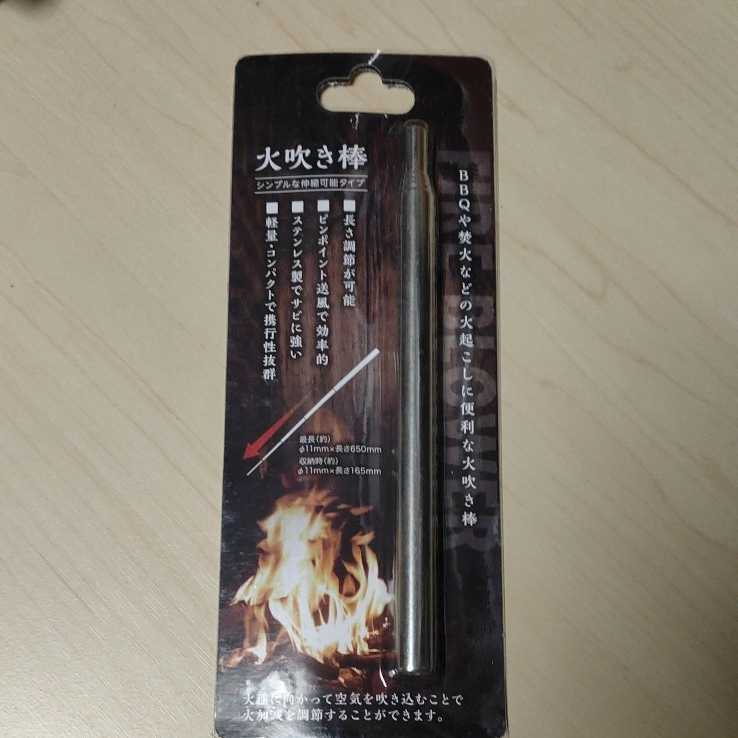 火吹き棒
シンプルな伸縮可能タイプ
■長さ調節が可能
■ピンポイント送風で効率的
■ステンレス製でサビに強い
■軽量・コンパクトで携行性抜群
BBQや焚火などの火起こしに便利な火吹き棒
FIRE BLOWER
最長(約)
φ11mm×長さ650mm
収納時(約)
φ11mm×長さ165mm
火種に向かって空気を吹き込むことで
火加減を調節することができます。